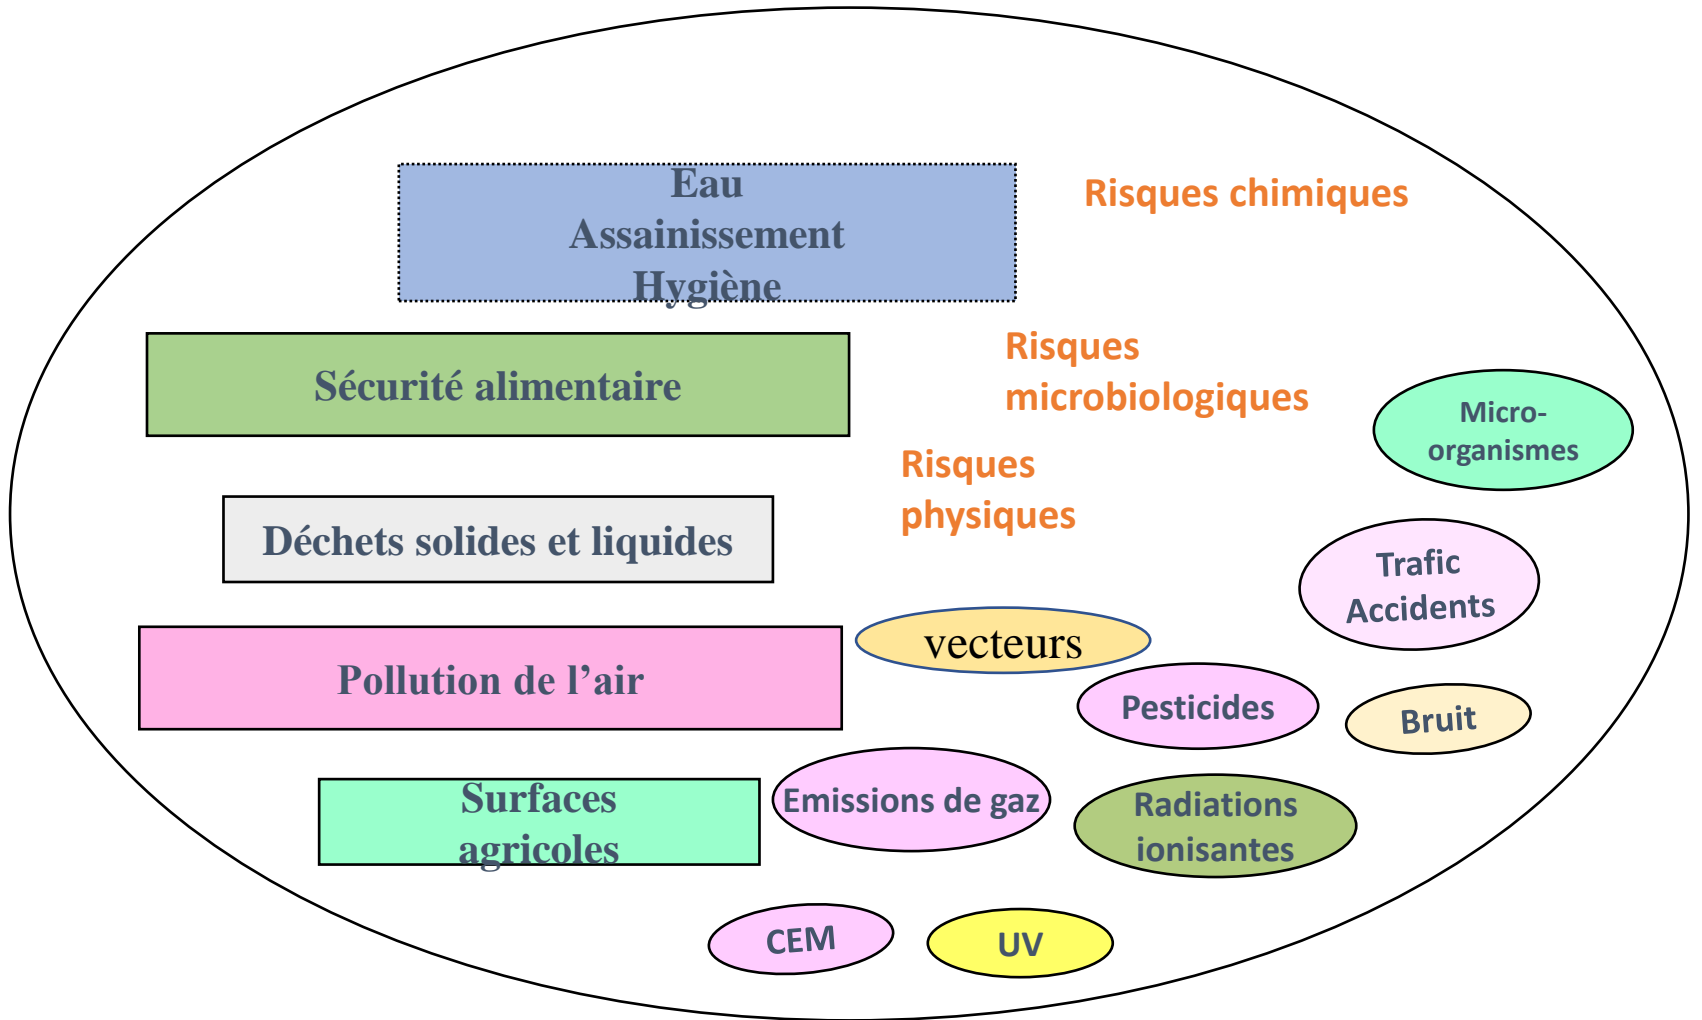 Eau
Assainissement
Hygiène
Risques chimiques
Sécurité alimentaire
Risques
microbiologiques
Micro-
organismes
Risques
physiques
Déchets solides et liquides
Trafic
Accidents
vecteurs
Pollution de l’air
Pesticides
Bruit
Surfaces
agricoles
Emissions de gaz
Radiations
ionisantes
CEM
UV